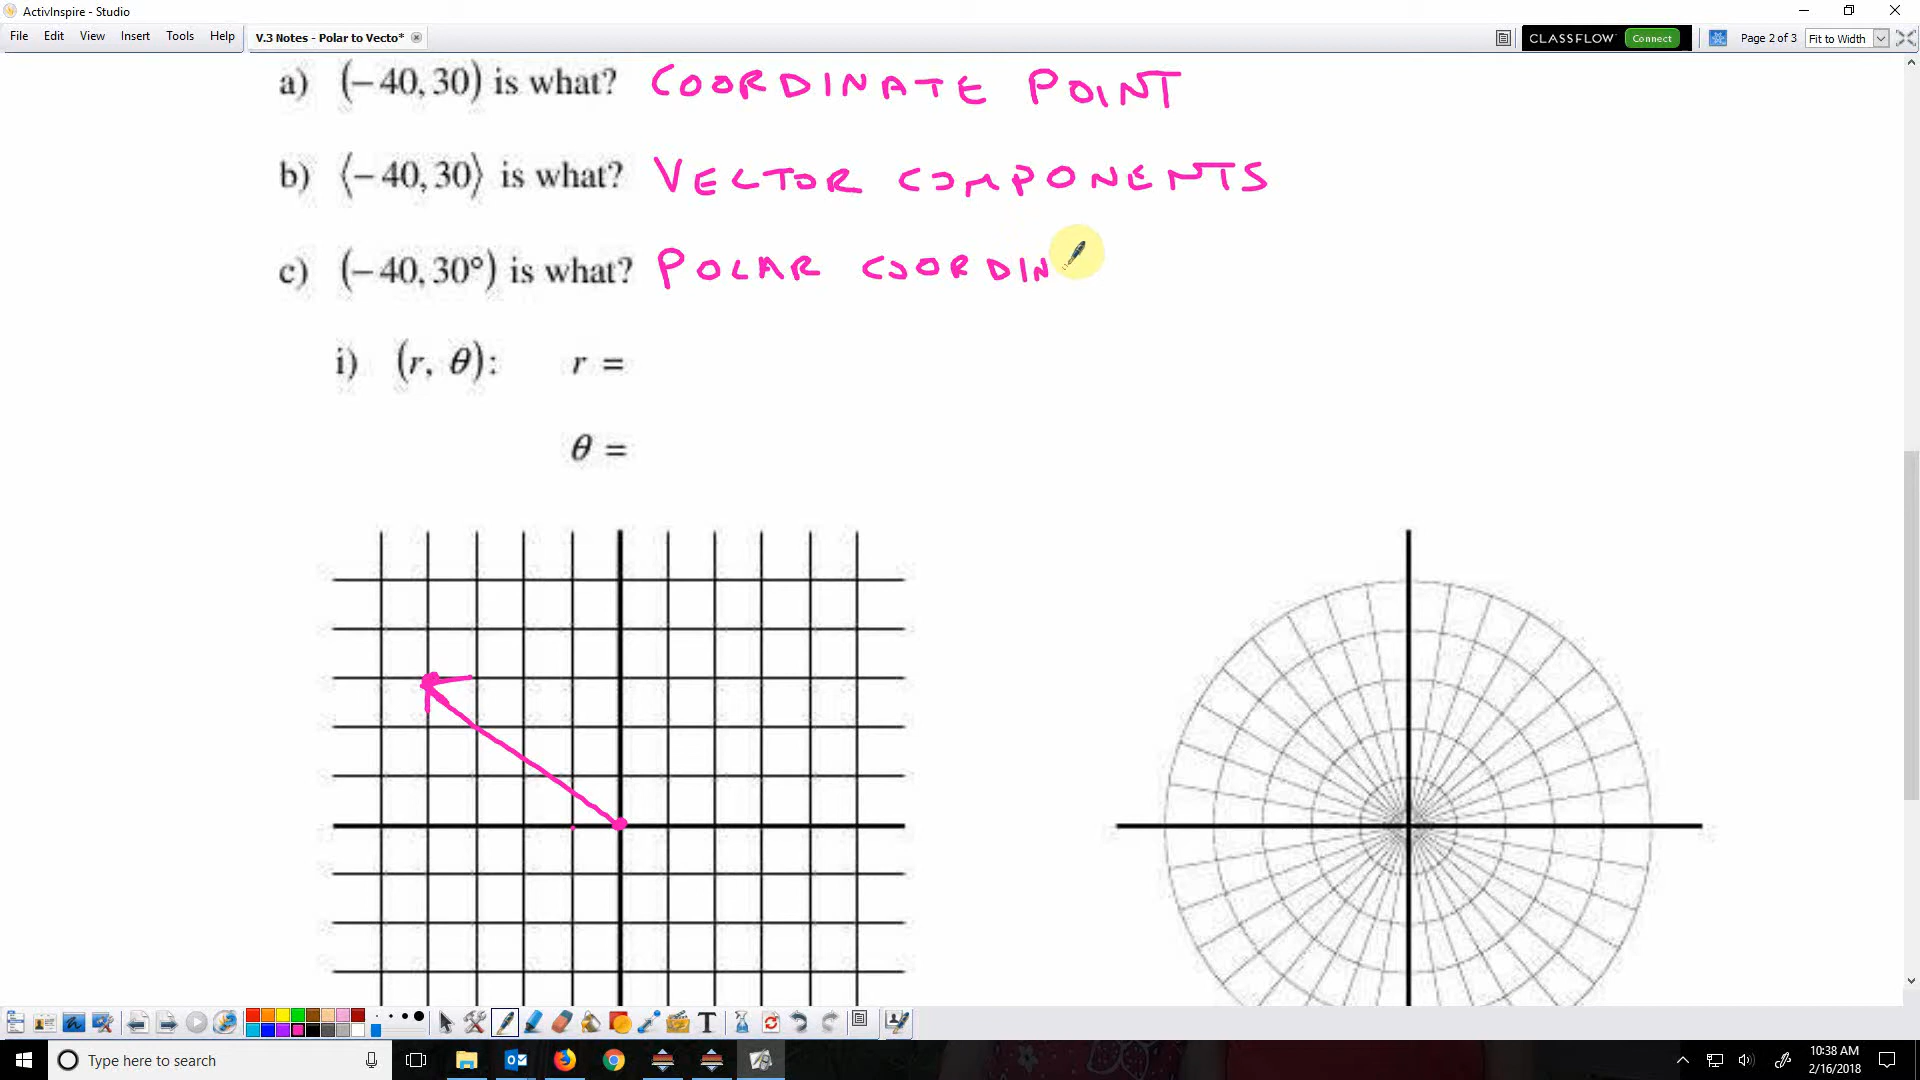 ActivInspire - Studio
File Edit View Insert Tools Help V.3 Notes - Polar to Vecto* CLASSFLOW Connect Page 2 of 3 Fit to Width
a) (−40, 30) is what? COORDINATE POINT
b) ⟨−40, 30⟩ is what? VECTOR COMPONENTS
c) (−40, 30°) is what? POLAR COORDIN
i) (r, θ): r =
θ =
T
Type here to search
10:38 AM
2/16/2018